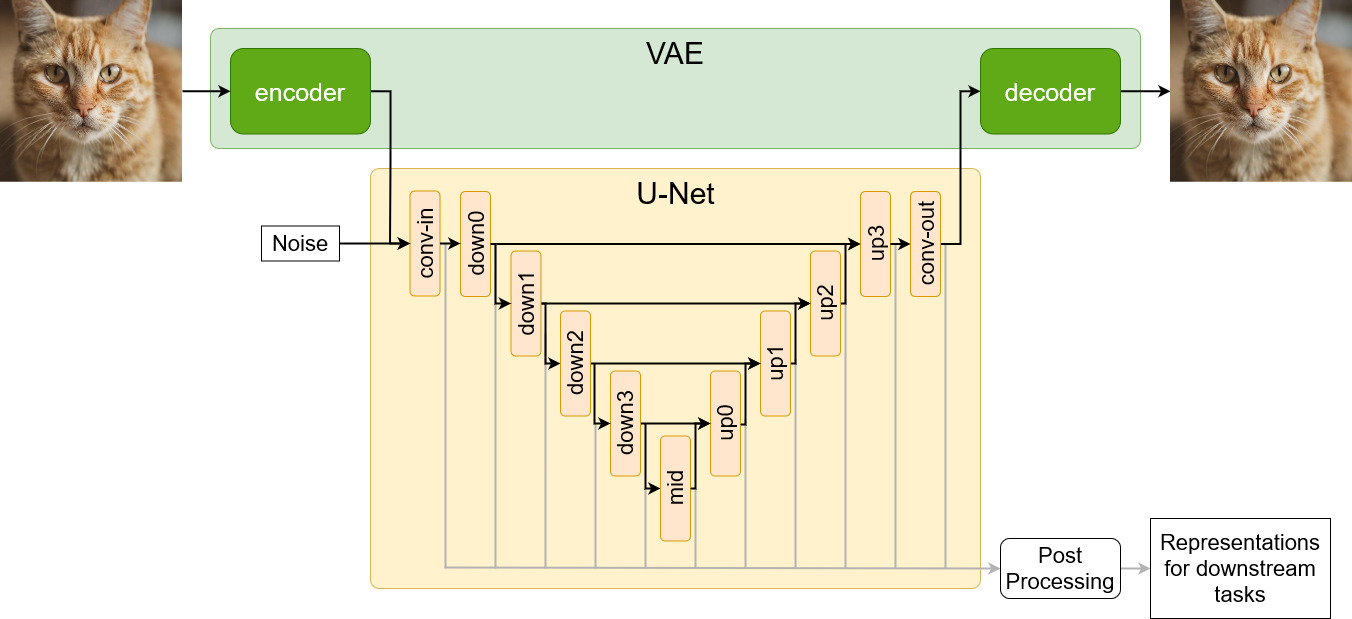 VAE
encoder
decoder
U-Net
Noise
conv-in
down0
down1
down2
down3
mid
up0
up1
up2
up3
conv-out
Post
Processing
Representations
for downstream
tasks